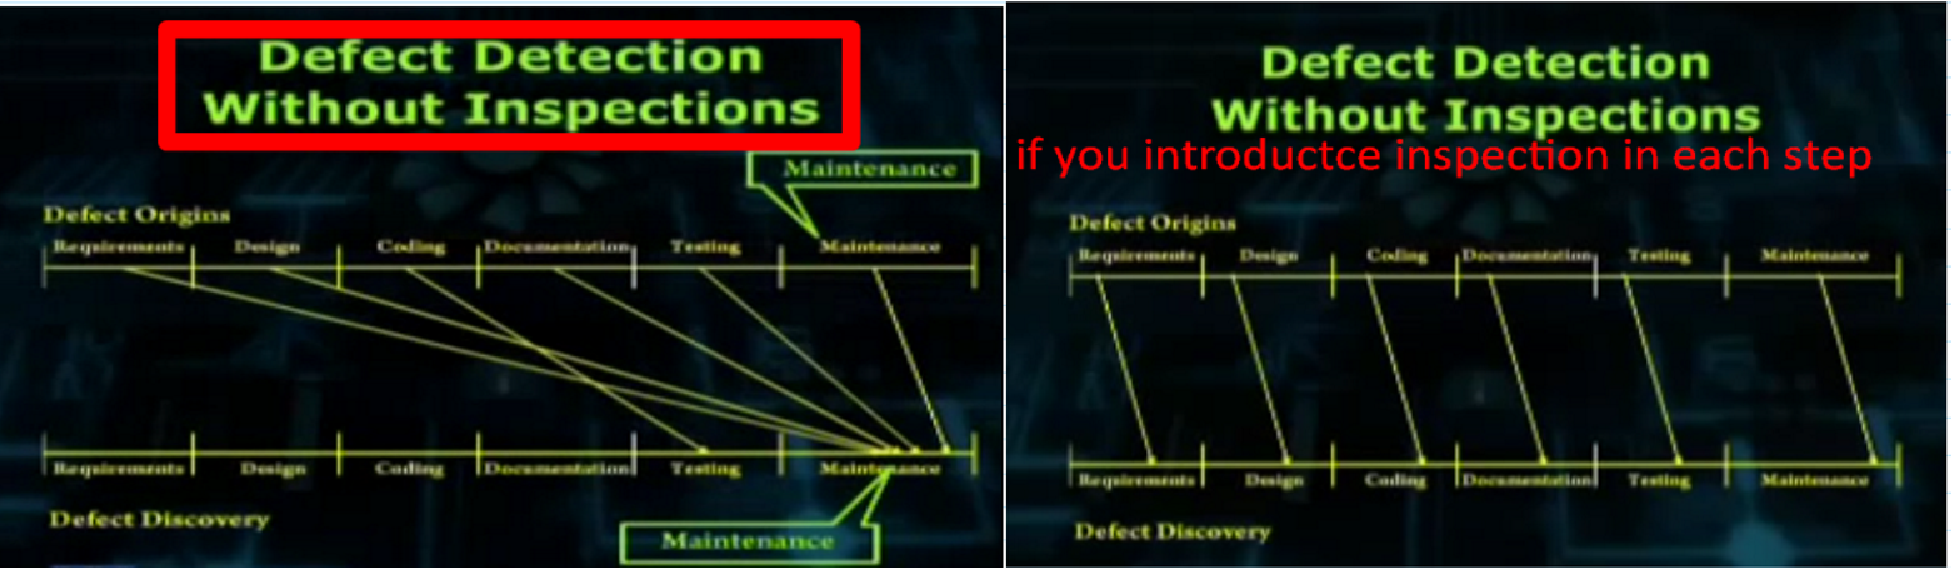 Defect Detection
Without Inspections
Maintenance
Defect Origins
Requirements Design Coding Documentation Testing Maintenance
Requirements Design Coding Documentation Testing Maintenance
Defect Discovery
Maintenance
Defect Detection
Without Inspections
if you introductce inspection in each step
Defect Origins
Requirements Design Coding Documentation Testing Maintenance
Requirements Design Coding Documentation Testing Maintenance
Defect Discovery